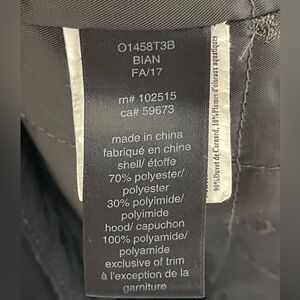 O1458T3B
BIAN
FA/17
rn# 102515
ca# 59673
made in china
fabriqué en chine
shell/ étoffe
70% polyester/
polyester
30% polyimide/
polyimide
hood/ capuchon
100% polyamide/
polyamide
exclusive of trim
à l'exception de la
garniture
90% Duvet de Canard, 10% Plumes d'oiseaux aquatiques